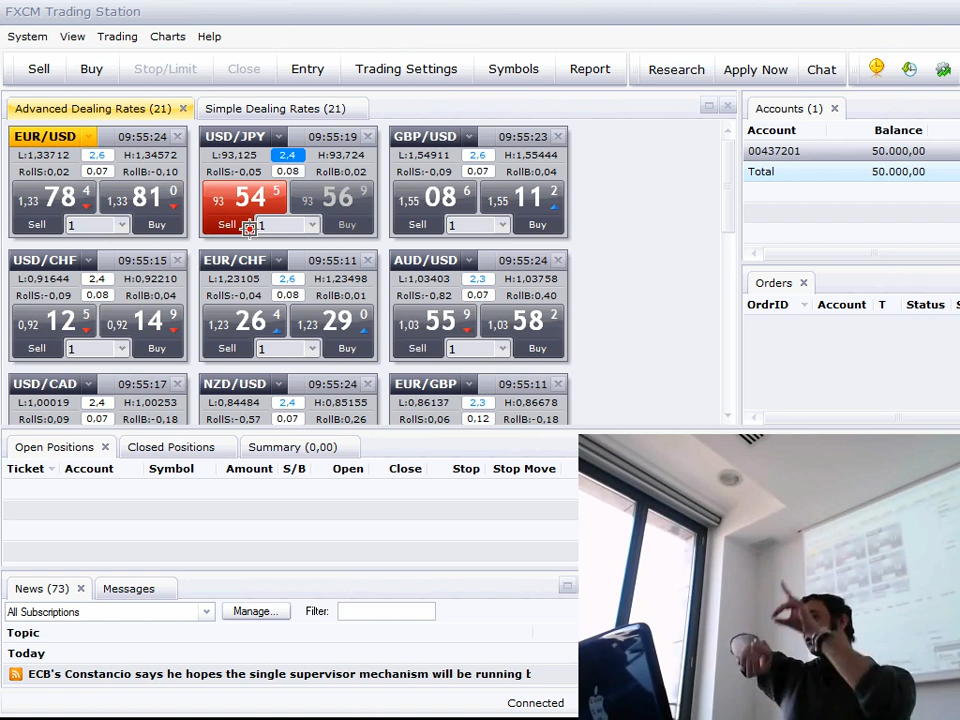 FXCM Trading Station
System View Trading Charts Help
Sell Buy Stop/Limit Close Entry Trading Settings Symbols Report Research Apply Now Chat
Advanced Dealing Rates (21) Simple Dealing Rates (21)
EUR/USD 09:55:24
L:1,33712 2,6 H:1,34572
RollS:0,02 0,07 RollB:-0,10
1,33 78 4 1,33 81 0
Sell 1 Buy
USD/JPY 09:55:19
L:93,125 2,4 H:93,724
RollS:-0,05 0,08 RollB:0,02
93 54 5 93 56 9
Sell 1 Buy
GBP/USD 09:55:23
L:1,54911 2,6 H:1,55444
RollS:-0,09 0,07 RollB:0,04
1,55 08 6 1,55 11 2
Sell 1 Buy
USD/CHF 09:55:15
L:0,91644 2,4 H:0,92210
RollS:-0,09 0,08 RollB:0,04
0,92 12 5 0,92 14 9
Sell 1 Buy
EUR/CHF 09:55:11
L:1,23105 2,6 H:1,23498
RollS:-0,04 0,08 RollB:0,01
1,23 26 4 1,23 29 0
Sell 1 Buy
AUD/USD 09:55:24
L:1,03403 2,3 H:1,03758
RollS:-0,82 0,07 RollB:0,40
1,03 55 9 1,03 58 2
Sell 1 Buy
USD/CAD 09:55:17
L:1,00019 2,4 H:1,00253
RollS:0,09 0,07 RollB:-0,18
NZD/USD 09:55:24
L:0,84484 2,4 H:0,85155
RollS:-0,57 0,07 RollB:0,26
EUR/GBP 09:55:11
L:0,86137 2,3 H:0,86678
RollS:0,06 0,12 RollB:-0,18
Accounts (1)
Account Balance
00437201 50.000,00
Total 50.000,00
Orders
OrdrID Account T Status S
Open Positions Closed Positions Summary (0,00)
Ticket Account Symbol Amount S/B Open Close Stop Stop Move
News (73) Messages
All Subscriptions Manage... Filter:
Topic
Today
ECB's Constancio says he hopes the single supervisor mechanism will be running b
Connected